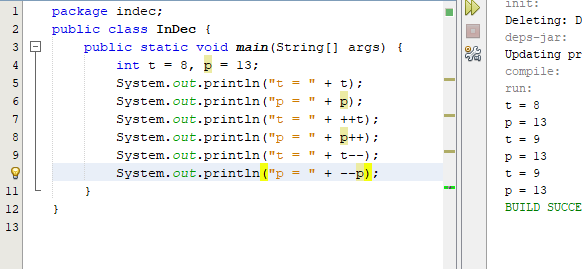 1 package indec;
2 public class InDec {
3 public static void main(String[] args) {
4 int t = 8, p = 13;
5 System.out.println("t = " + t);
6 System.out.println("p = " + p);
7 System.out.println("t = " + ++t);
8 System.out.println("p = " + p++);
9 System.out.println("t = " + t--);
System.out.println("p = " + --p);
11 }
12 }
13
init:
Deleting: D
deps-jar:
Updating pr
compile:
run:
t = 8
p = 13
t = 9
p = 13
t = 9
p = 13
BUILD SUCCE